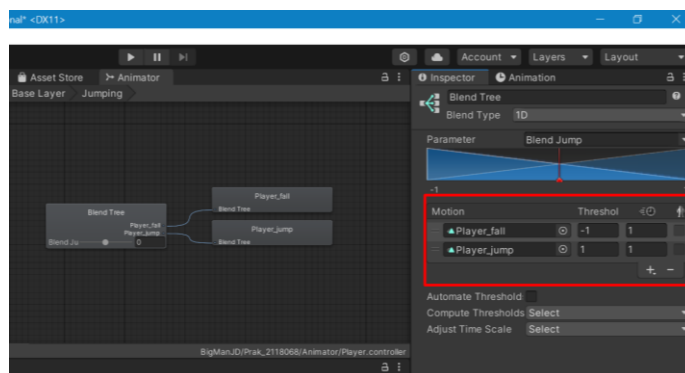 nal* <DX11>
Account Layers Layout
Asset Store Animator
Base Layer Jumping
Blend Tree
Player_fall
Player_jump
Blend Ju 0
Player_fall
Blend Tree
Player_jump
Blend Tree
BigManJD/Prak_2118068/Animator/Player.controller
Inspector Animation
Blend Tree
Blend Type 1D
Parameter Blend Jump
-1
Motion Threshol
Player_fall -1 1
Player_jump 1 1
Automate Threshold
Compute Thresholds Select
Adjust Time Scale Select